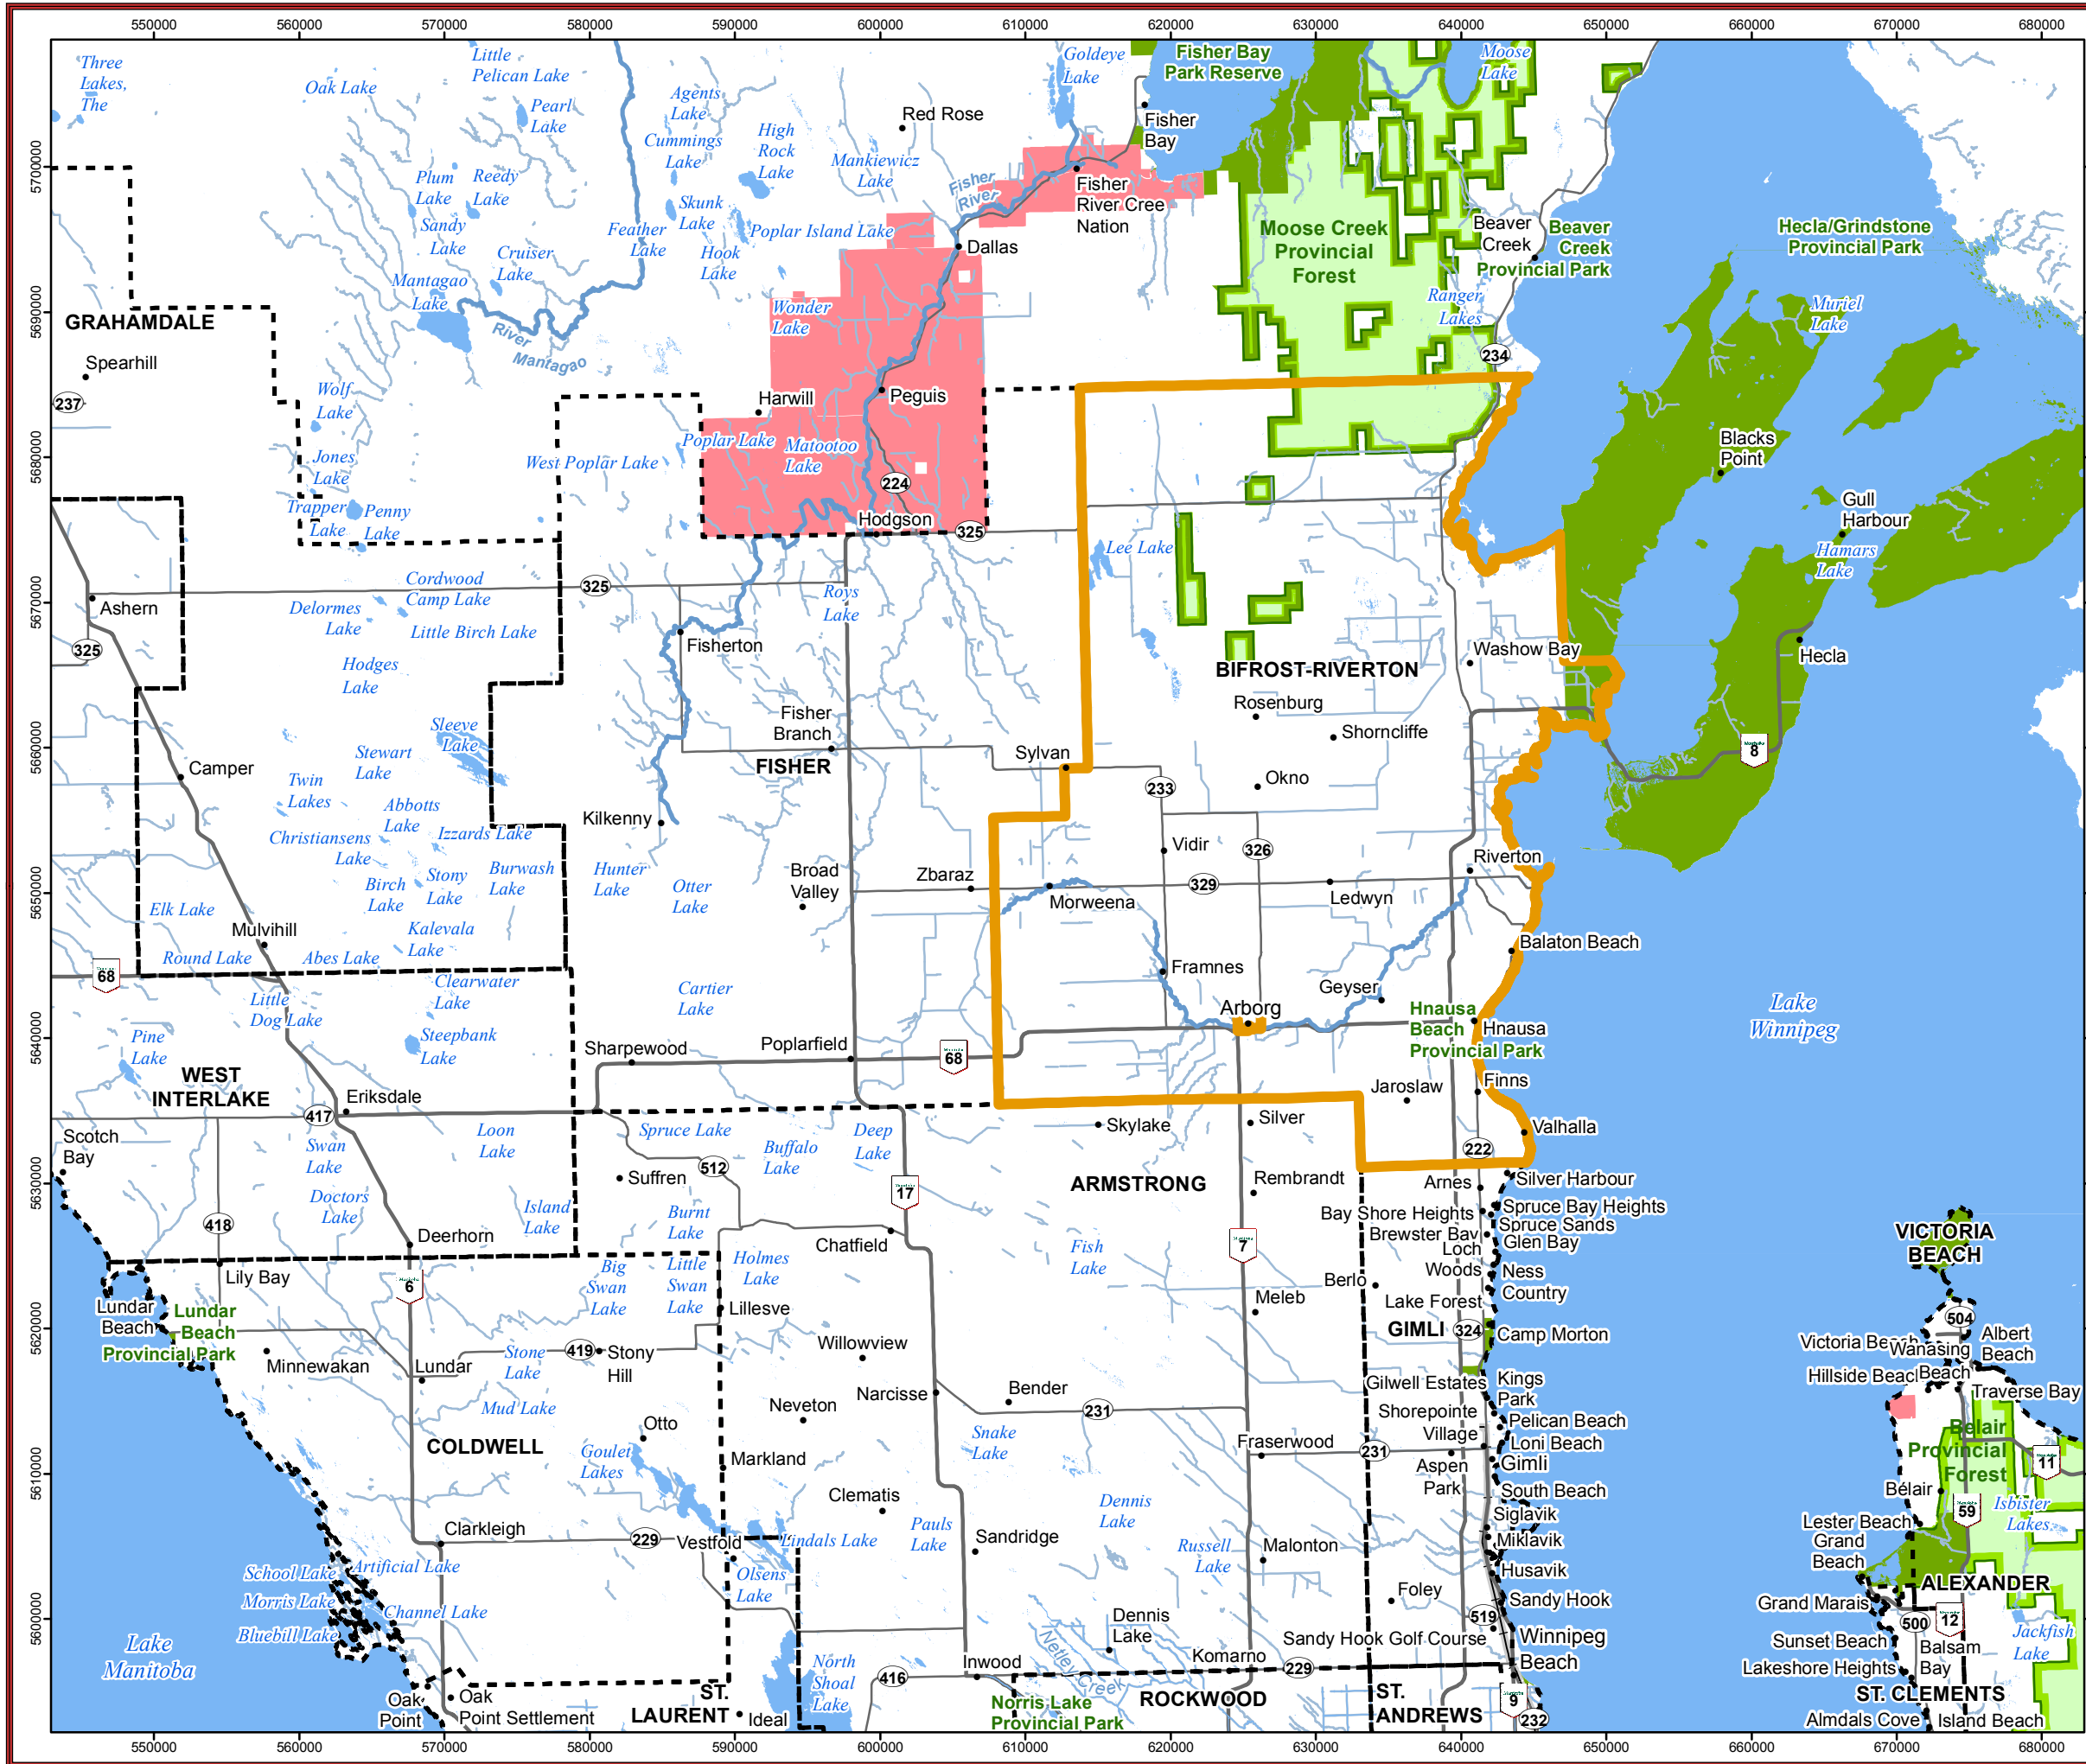 550000 560000 570000 580000 590000 600000 610000 620000 630000 640000 650000 660000 670000 680000
5700000
5690000
5680000
5670000
5660000
5650000
5640000
5630000
5620000
5610000
5600000
Three
Lakes,
The
Oak Lake
Little
Pelican Lake
Pearl
Lake
Agents
Lake
Cummings
Lake
High
Rock
Lake
Red Rose
Mankiewicz
Lake
Goldeye
Lake
Fisher Bay
Park Reserve
Fisher
Bay
Moose
Lake
Plum
Lake
Reedy
Lake
Sandy
Lake
Feather
Lake
Skunk
Lake
Hook
Lake
Poplar Island Lake
Fisher
River
Fisher
River Cree
Nation
Dallas
Moose Creek
Provincial
Forest
Beaver
Creek
Beaver
Creek
Provincial Park
Hecla/Grindstone
Provincial Park
Cruiser
Lake
Mantagao
Lake
River
Mantagao
Wonder
Lake
Ranger
Lakes
Muriel
Lake
234
GRAHAMDALE
Spearhill
237
Wolf
Lake
Harwill
Peguis
Poplar Lake
Matootoo
Lake
West Poplar Lake
Jones
Lake
Trapper
Lake
Penny
Lake
224
Hodgson
325
Blacks
Point
Gull
Harbour
Hamars
Lake
Lee Lake
Ashern
325
325
Cordwood
Camp Lake
Delormes
Lake
Little Birch Lake
Roys
Lake
Fisherton
Hodges
Lake
BIFROST-RIVERTON
Washow Bay
Hecla
Rosenburg
Shorncliffe
Sleeve
Lake
Fisher
Branch
FISHER
Sylvan
Okno
8
Camper
Stewart
Lake
Twin
Lakes
Abbotts
Lake
Christiansens
Lake
Izzards Lake
Kilkenny
233
Vidir
326
Riverton
Birch
Lake
Stony
Lake
Burwash
Lake
Hunter
Lake
Otter
Lake
Broad
Valley
Zbaraz
329
Morweena
Ledwyn
Elk Lake
Mulvihill
Kalevala
Lake
Round Lake
Abes Lake
68
Balaton Beach
Framnes
Geyser
Arborg
Little
Dog Lake
Clearwater
Lake
Cartier
Lake
Hnausa
Beach
Provincial Park
Hnausa
Lake
Winnipeg
Pine
Lake
Steepbank
Lake
Sharpewood
Poplarfield
68
WEST
INTERLAKE
Eriksdale
417
Jaroslaw
Finns
Scotch
Bay
Swan
Lake
Loon
Lake
Spruce Lake
Buffalo
Lake
Deep
Lake
Skylake
Silver
Valhalla
222
512
Suffren
17
ARMSTRONG
Rembrandt
Arnes
Silver Harbour
Doctors
Lake
Island
Lake
Burnt
Lake
418
Deerhorn
Chatfield
Fish
Lake
7
Bay Shore Heights
Spruce Bay Heights
Spruce Sands
Brewster Bay
Glen Bay
Loch
Woods
Ness
Country
VICTORIA
BEACH
Lily Bay
6
Big
Swan
Lake
Little
Swan
Lake
Holmes
Lake
Lillesve
Berlo
Meleb
Lake Forest
GIMLI
324
Camp Morton
Lundar
Beach
Lundar
Beach
Provincial Park
Minnewakan
Lundar
419
Stone
Lake
Stony
Hill
Willowview
504
Albert
Beach
Wanasing
Beach
Traverse Bay
Mud Lake
Narcisse
Bender
231
Neveton
Gilwell Estates
Kings
Park
Shorepointe
Village
Pelican Beach
Loni Beach
Otto
COLDWELL
Goulet
Lakes
Markland
Snake
Lake
Fraserwood
231
Gimli
Aspen
Park
South Beach
Belair
Provincial
Forest
11
Belair
Clematis
Dennis
Lake
Siglavik
59
Isbister
Lakes
Clarkleigh
229
Vestfold
Lindals Lake
Pauls
Lake
Sandridge
Russell
Lake
Malonton
Miklavik
Husavik
Lester Beach
Grand
Beach
School Lake
Artificial Lake
Olsens
Lake
Foley
Sandy Hook
ALEXANDER
Morris Lake
Channel Lake
Bluebill Lake
Dennis
Lake
519
Grand Marais
500
12
Lake
Manitoba
Netley Creek
Sandy Hook Golf Course
Winnipeg
Beach
Sunset Beach
Balsam
Bay
Jackfish
Lake
North
Shoal
Lake
416
Inwood
Komarno
229
Lakeshore Heights
Oak
Point
Oak
Point Settlement
ST.
LAURENT
Ideal
Norris Lake
Provincial Park
ROCKWOOD
ST.
ANDREWS
9
232
ST. CLEMENTS
Almdals Cove
Island Beach
550000 560000 570000 580000 590000 600000 610000 620000 630000 640000 650000 660000 670000 680000